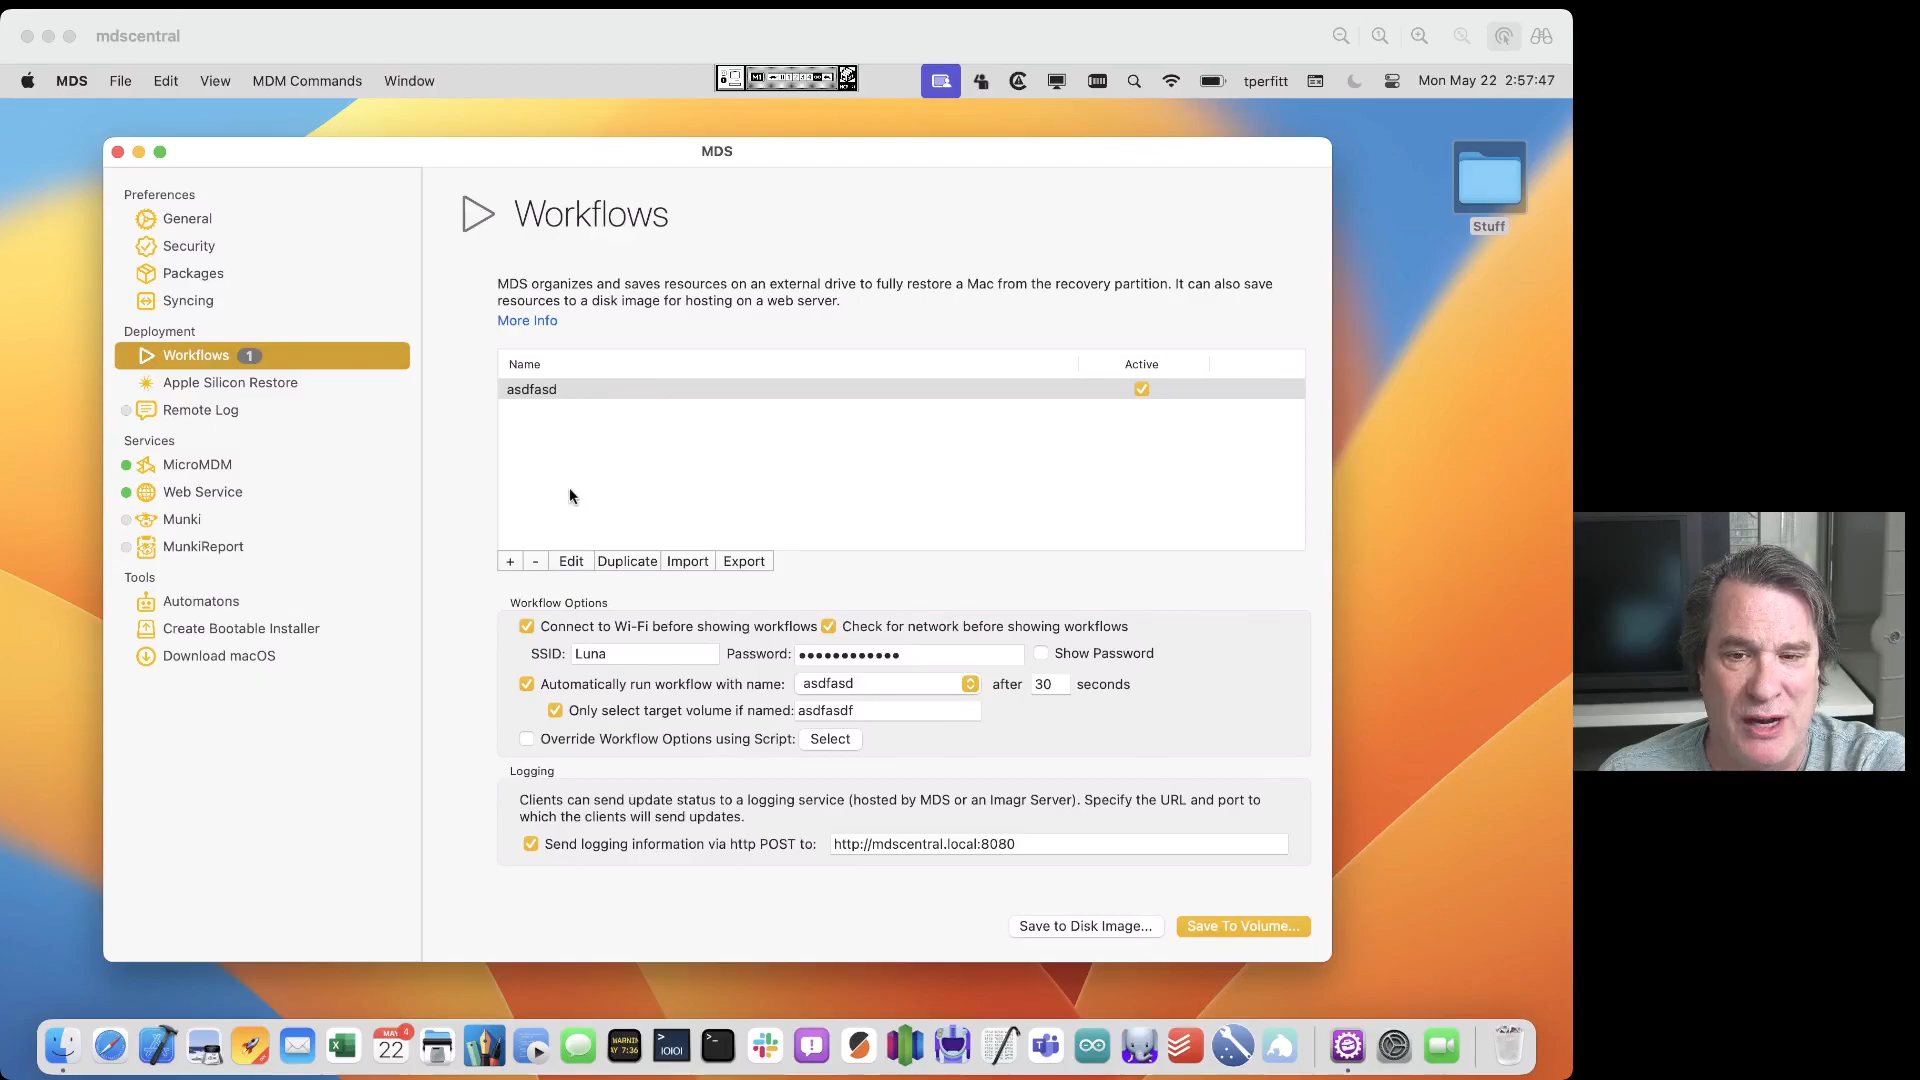 mdscentral
MDS File Edit View MDM Commands Window tperfitt Mon May 22 2:57:47
MDS
Stuff
Preferences
General
Security
Packages
Syncing
Deployment
Workflows 1
Apple Silicon Restore
Remote Log
Services
MicroMDM
Web Service
Munki
MunkiReport
Tools
Automatons
Create Bootable Installer
Download macOS
Workflows
MDS organizes and saves resources on an external drive to fully restore a Mac from the recovery partition. It can also save
resources to a disk image for hosting on a web server.
More Info
Name Active
asdfasd
+ - Edit Duplicate Import Export
Workflow Options
Connect to Wi-Fi before showing workflows Check for network before showing workflows
SSID: Luna Password: •••••••••••• Show Password
Automatically run workflow with name: asdfasd after 30 seconds
Only select target volume if named: asdfasdf
Override Workflow Options using Script: Select
Logging
Clients can send update status to a logging service (hosted by MDS or an Imagr Server). Specify the URL and port to
which the clients will send updates.
Send logging information via http POST to: http://mdscentral.local:8080
Save to Disk Image... Save To Volume...
MAY 4
22